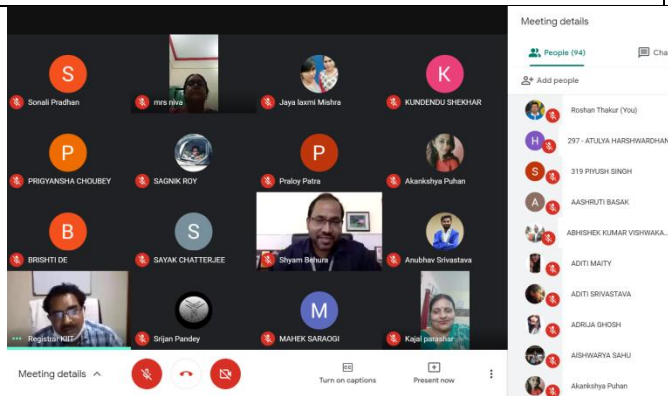 Meeting details
People (94)
Cha
Add people
S
Sonali Pradhan
mrs niva
Jaya laxmi Mishra
K
KUNDENDU SHEKHAR
P
PRIGYANSHA CHOUBEY
SAGNIK ROY
P
Praloy Patra
Akankshya Puhan
B
BRISHTI DE
S
SAYAK CHATTERJEE
Shyam Behura
Anubhav Srivastava
Registrar KIIT
Srijan Pandey
M
MAHEK SARAOGI
Kajal parashar
Roshan Thakur (You)
H
297 - ATULYA HARSHWARDHAN
S
319 PIYUSH SINGH
A
AASHRUTI BASAK
ABHISHEK KUMAR VISHWAKA...
ADITI MAITY
ADITI SRIVASTAVA
ADRIJA GHOSH
AISHWARYA SAHU
Akankshya Puhan
Meeting details
Turn on captions
Present now